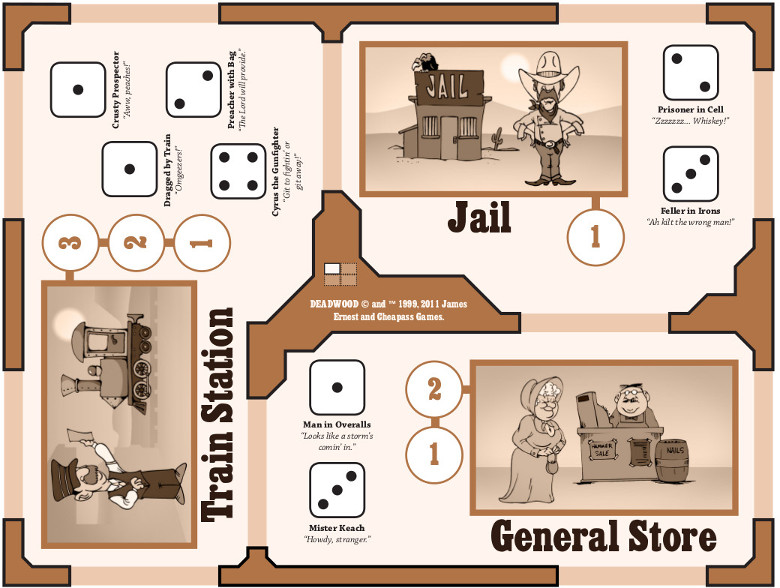 Crusty Prospector
"Aww, peaches!"
Preacher with Bag
"The Lord will provide."
Dragged by Train
"Omgeezers!"
Cyrus the Gunfighter
"Git to fightin' or
git away!"
3
2
1
Train Station
JAIL
Jail
1
Prisoner in Cell
"Zzzzzzz... Whiskey!"
Feller in Irons
"Ah kilt the wrong man!"
DEADWOOD © and ™ 1999, 2011 James
Ernest and Cheapass Games.
Man in Overalls
"Looks like a storm's
comin' in."
Mister Keach
"Howdy, stranger."
2
1
HAMMER
SALE
NAILS
General Store